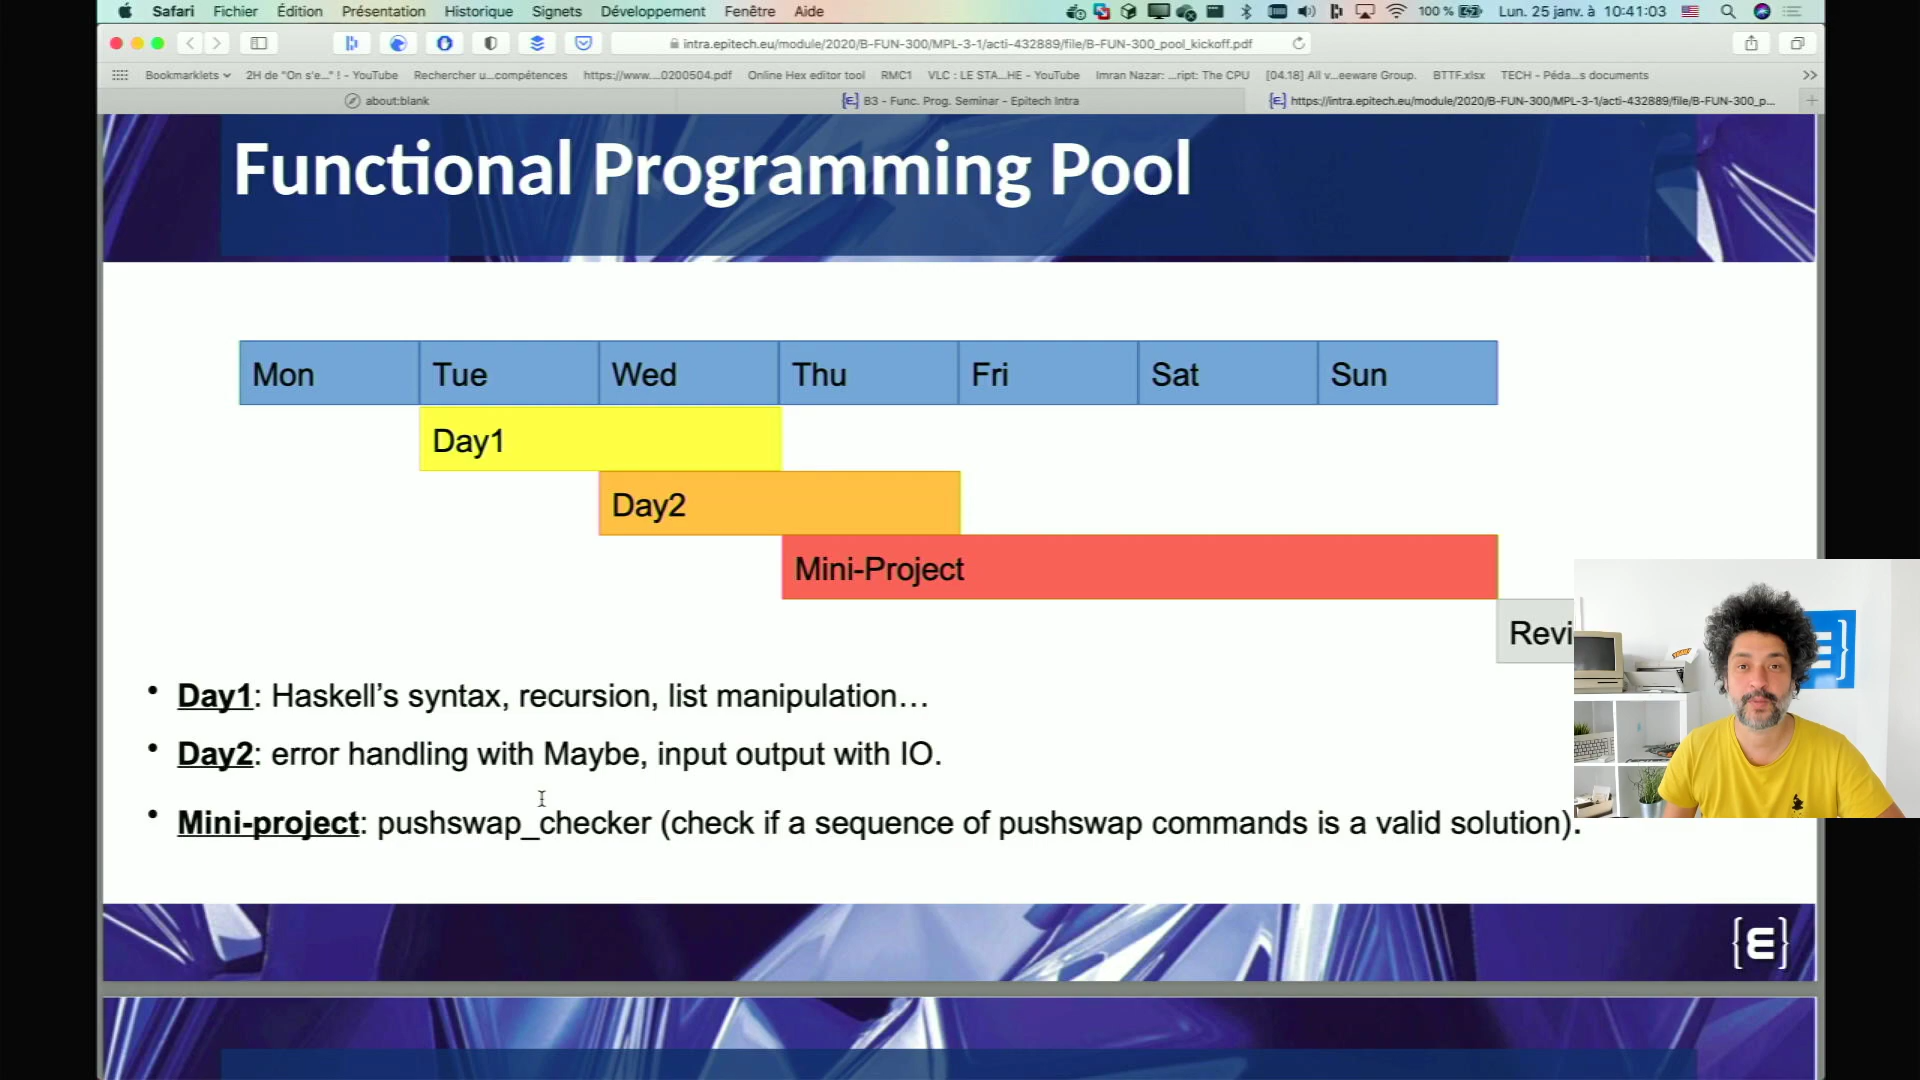 Safari Fichier Édition Présentation Historique Signets Développement Fenêtre Aide 100 % Lun. 25 janv. à 10:41:03
intra.epitech.eu/module/2020/B-FUN-300/MPL-3-1/acti-432889/file/B-FUN-300_pool_kickoff.pdf
Bookmarklets 2H de "On s'e..." ! - YouTube Rechercher u...compétences https://www....0200504.pdf Online Hex editor tool RMC1 VLC : LE STA...HE - YouTube Imran Nazar: ...ript: The CPU [04.18] All v...eeware Group. BTTF.xlsx TECH - Péda...s documents
about:blank B3 - Func. Prog. Seminar - Epitech Intra https://intra.epitech.eu/module/2020/B-FUN-300/MPL-3-1/acti-432889/file/B-FUN-300_p...
Functional Programming Pool
Mon Tue Wed Thu Fri Sat Sun
Day1
Day2
Mini-Project
Revi
• Day1: Haskell’s syntax, recursion, list manipulation…
• Day2: error handling with Maybe, input output with IO.
• Mini-project: pushswap_checker (check if a sequence of pushswap commands is a valid solution).